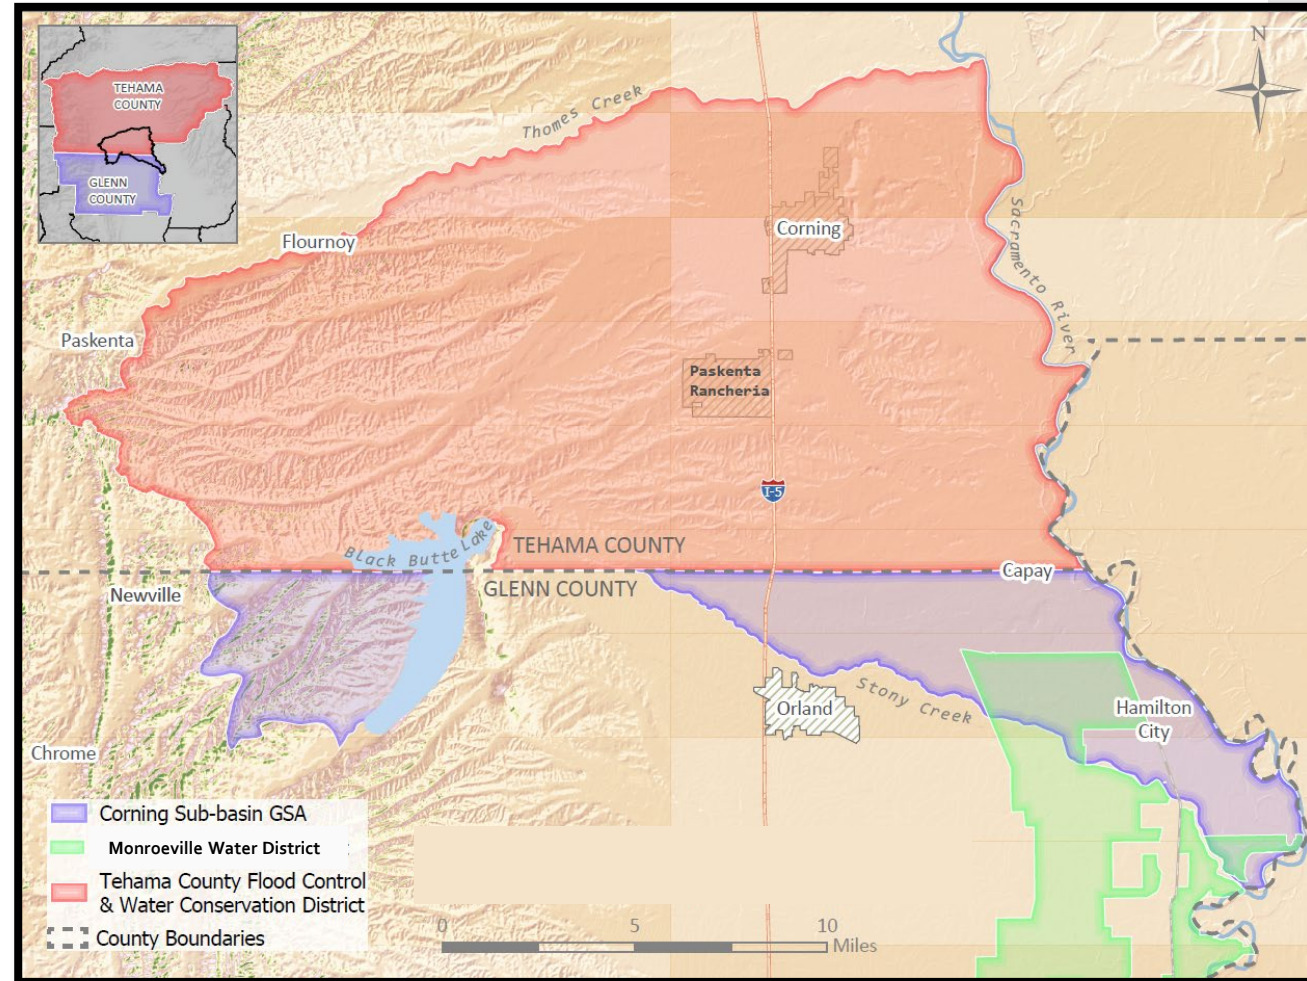 N
TEHAMA
COUNTY
GLENN
COUNTY
Thomes Creek
Flournoy
Corning
Sacramento River
Paskenta
Paskenta
Rancheria
I-5
Black Butte Lake
TEHAMA COUNTY
GLENN COUNTY
Capay
Newville
Stony Creek
Orland
Hamilton
City
Chrome
Corning Sub-basin GSA
Monroeville Water District
Tehama County Flood Control
& Water Conservation District
County Boundaries
0 5 10
Miles